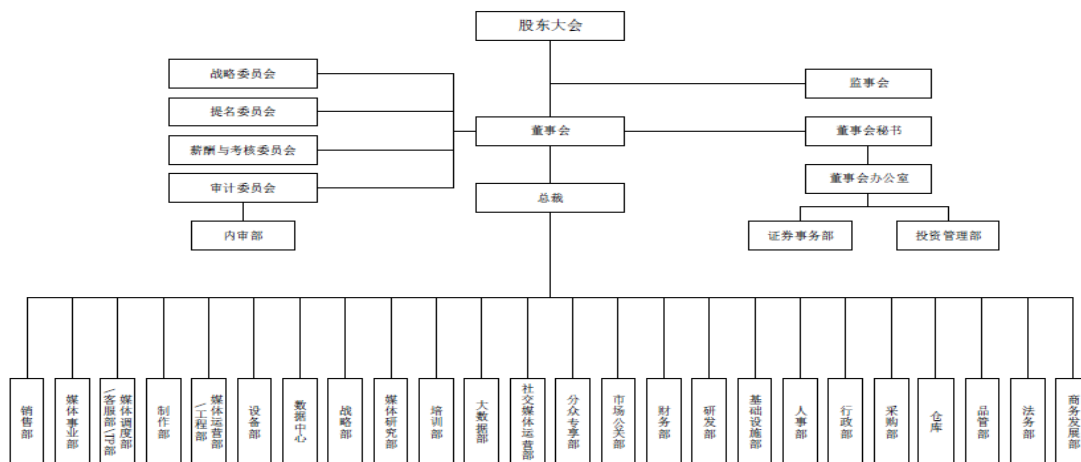 股东大会
战略委员会
监事会
提名委员会
董事会
董事会秘书
薪酬与考核委员会
审计委员会
董事会办公室
总裁
内审部
证券事务部
投资管理部
销售部
媒体事业部
媒体调度部
\客服部\TP部
制作部
媒体运营部
\工程部
设备部
数据中心
战略部
媒体研究部
培训部
大数据部
社交媒体运营部
分众专享部
市场公关部
财务部
研发部
基础设施部
人事部
行政部
采购部
仓库
品管部
法务部
商务发展部